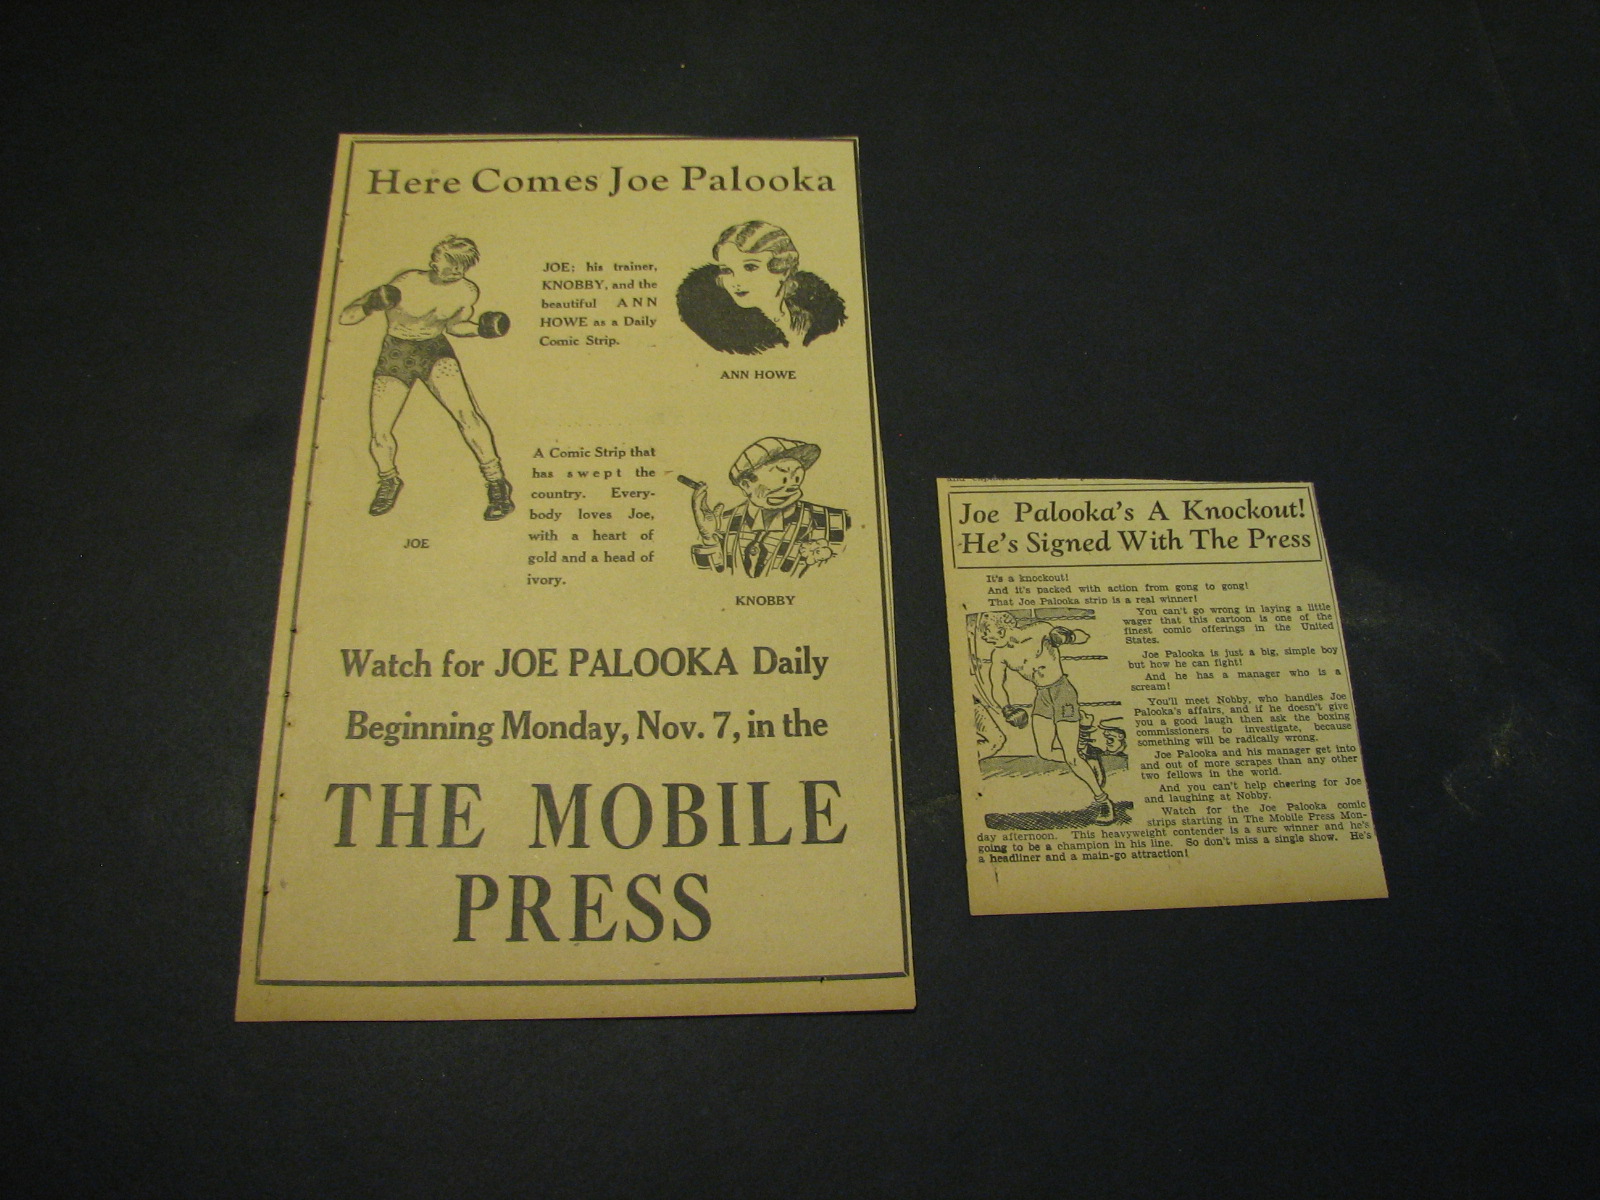 Here Comes Joe Palooka
JOE; his trainer,
KNOBBY, and the
beautiful ANN
HOWE as a Daily
Comic Strip.
ANN HOWE
A Comic Strip that
has swept the
country. Every-
body loves Joe,
with a heart of
gold and a head of
ivory.
JOE
KNOBBY
Watch for JOE PALOOKA Daily
Beginning Monday, Nov. 7, in the
THE MOBILE
PRESS
Joe Palooka's A Knockout!
He's Signed With The Press
It's a knockout!
And it's packed with action from gong to gong!
That Joe Palooka strip is a real winner!
You can't go wrong in laying a little
wager that this cartoon is one of the
finest comic offerings in the United
States.
Joe Palooka is just a big, simple boy
but how he can fight!
And he has a manager who is a
scream!
You'll meet Nobby, who handles Joe
Palooka's affairs, and if he doesn't give
you a good laugh then ask the boxing
commissioners to investigate, because
something will be radically wrong.
Joe Palooka and his manager get into
and out of more scrapes than any other
two fellows in the world.
And you can't help cheering for Joe
and laughing at Nobby.
Watch for the Joe Palooka comic
strips starting in The Mobile Press Mon-
day afternoon. This heavyweight contender is a sure winner and he's
going to be a champion in his line. So don't miss a single show. He's
a headliner and a main-go attraction!